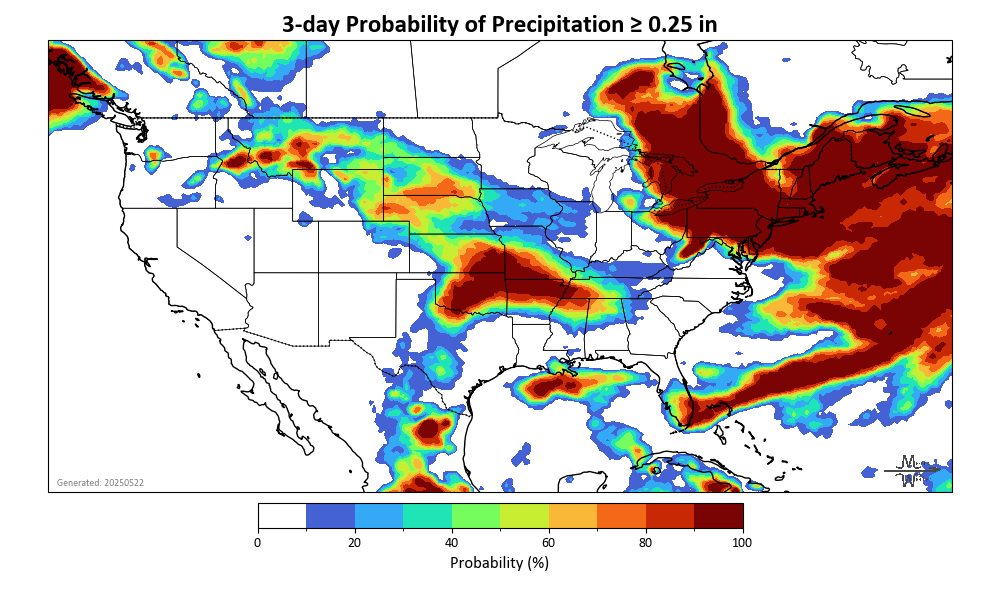 3-day Probability of Precipitation ≥ 0.25 in
Generated: 20250522
0 20 40 60 80 100
Probability (%)